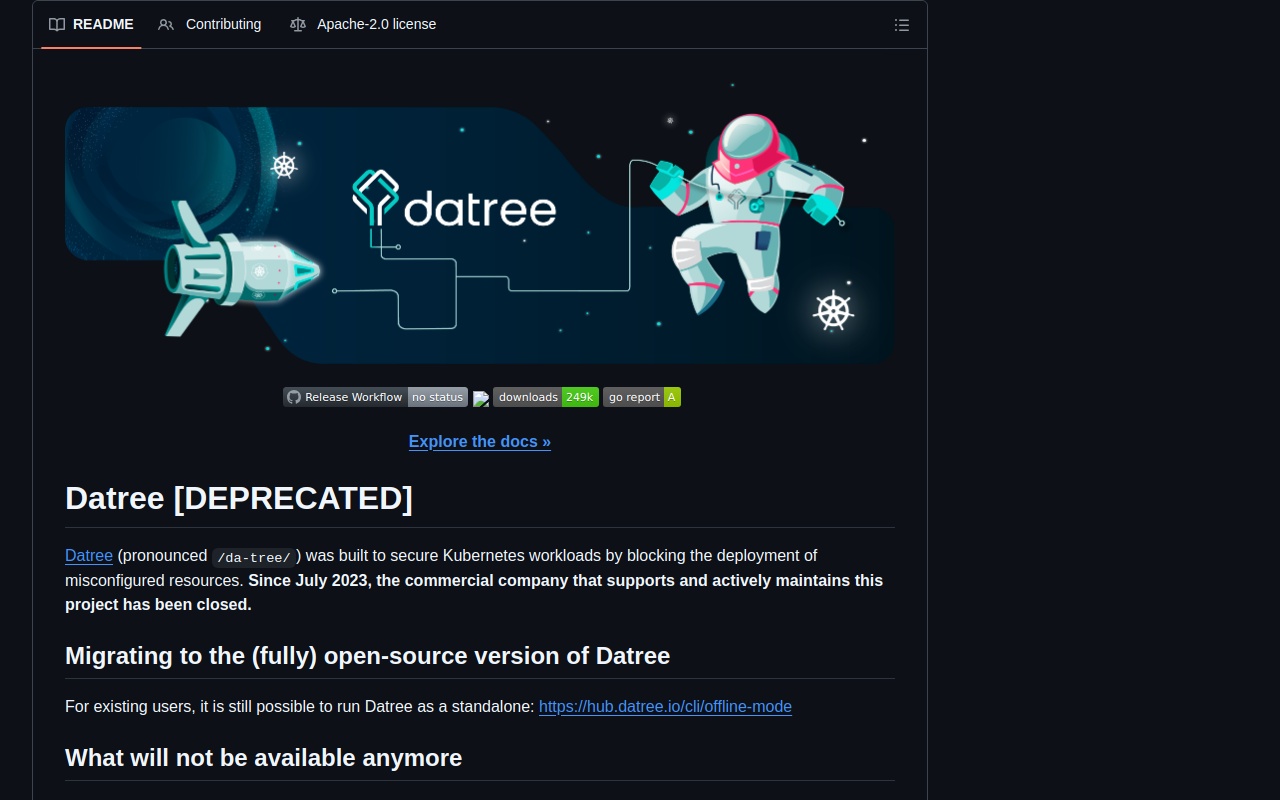 README
Contributing
Apache-2.0 license
datree
Release Workflow no status
downloads 249k
go report A
Explore the docs »
Datree [DEPRECATED]
Datree (pronounced /da-tree/) was built to secure Kubernetes workloads by blocking the deployment of
misconfigured resources. Since July 2023, the commercial company that supports and actively maintains this
project has been closed.
Migrating to the (fully) open-source version of Datree
For existing users, it is still possible to run Datree as a standalone: https://hub.datree.io/cli/offline-mode
What will not be available anymore